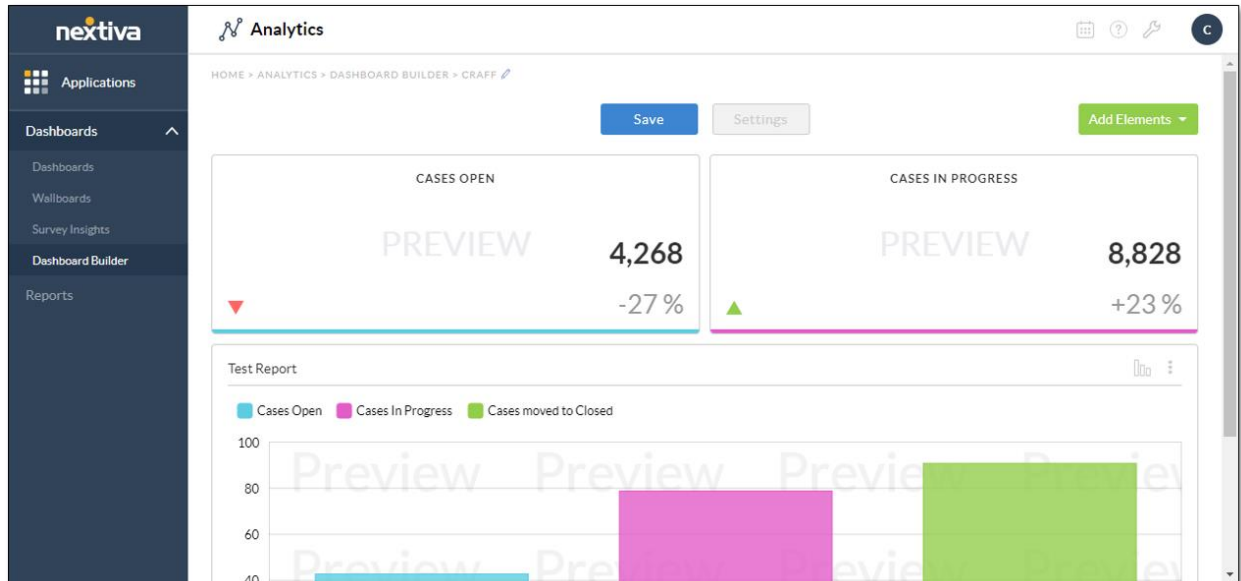 nextiva
Analytics
C
Applications
HOME > ANALYTICS > DASHBOARD BUILDER > CRAFF
Save
Settings
Add Elements
Dashboards
Dashboards
Wallboards
Survey Insights
Dashboard Builder
Reports
CASES OPEN
PREVIEW
4,268
-27 %
CASES IN PROGRESS
PREVIEW
8,828
+23 %
Test Report
Cases Open Cases In Progress Cases moved to Closed
100
Preview Preview Preview Preview
80
60
Preview Preview Preview Preview
40